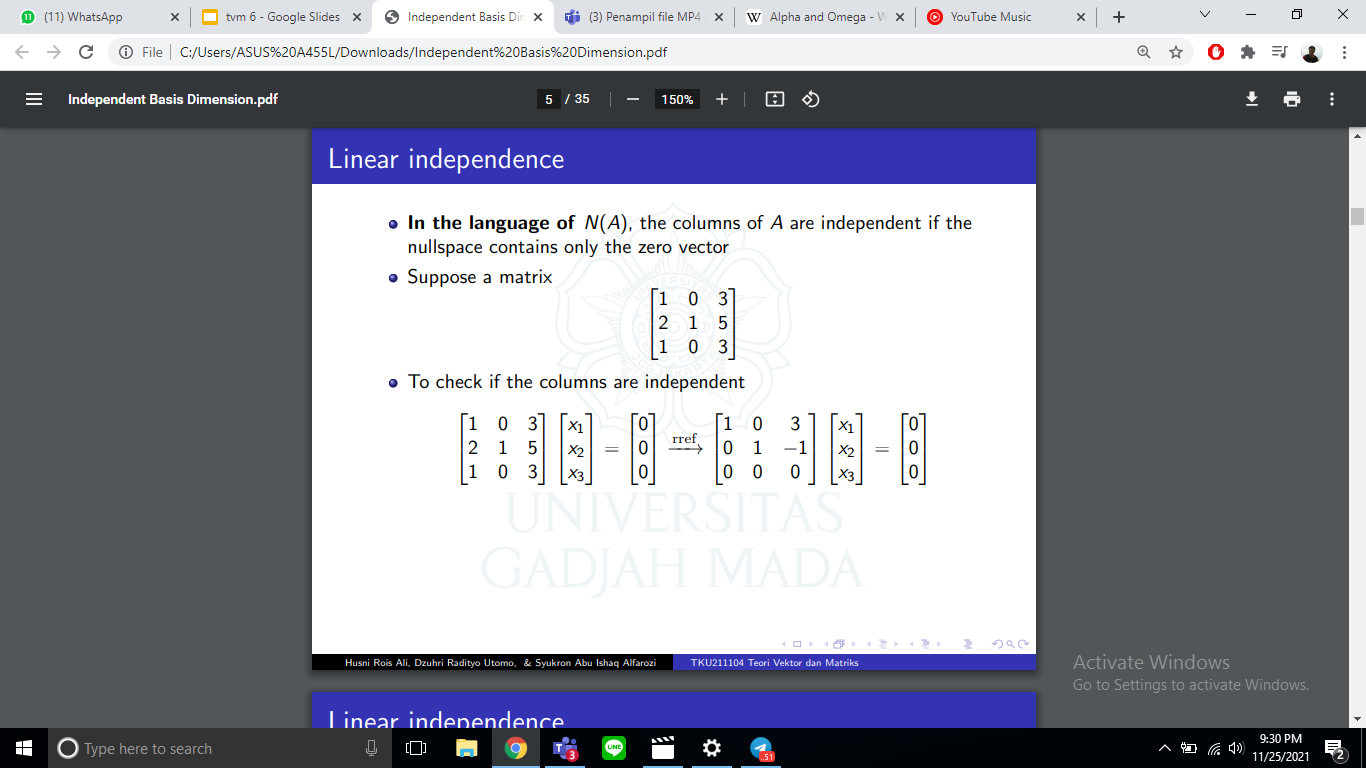 (11) WhatsApp
tvm 6 - Google Slides
Independent Basis Dim
(3) Penampil file MP4
Alpha and Omega - W
YouTube Music
File
C:/Users/ASUS%20A455L/Downloads/Independent%20Basis%20Dimension.pdf
Independent Basis Dimension.pdf
5 / 35
150%
Linear independence
In the language of N(A), the columns of A are independent if the
nullspace contains only the zero vector
Suppose a matrix
1 0 3
2 1 5
1 0 3
To check if the columns are independent
[1 0 3] [x1] [0] [1 0 3] [x1] [0]
[2 1 5] [x2] = [0] rref→ [0 1 −1] [x2] = [0]
[1 0 3] [x3] [0] [0 0 0] [x3] [0]
UNIVERSITAS
GADJAH MADA
Husni Rois Ali, Dzuhri Radityo Utomo, & Syukron Abu Ishaq Alfarozi
TKU211104 Teori Vektor dan Matriks
Linear independence
Activate Windows
Go to Settings to activate Windows.
Type here to search
3
LINE
51
9:30 PM
11/25/2021
2